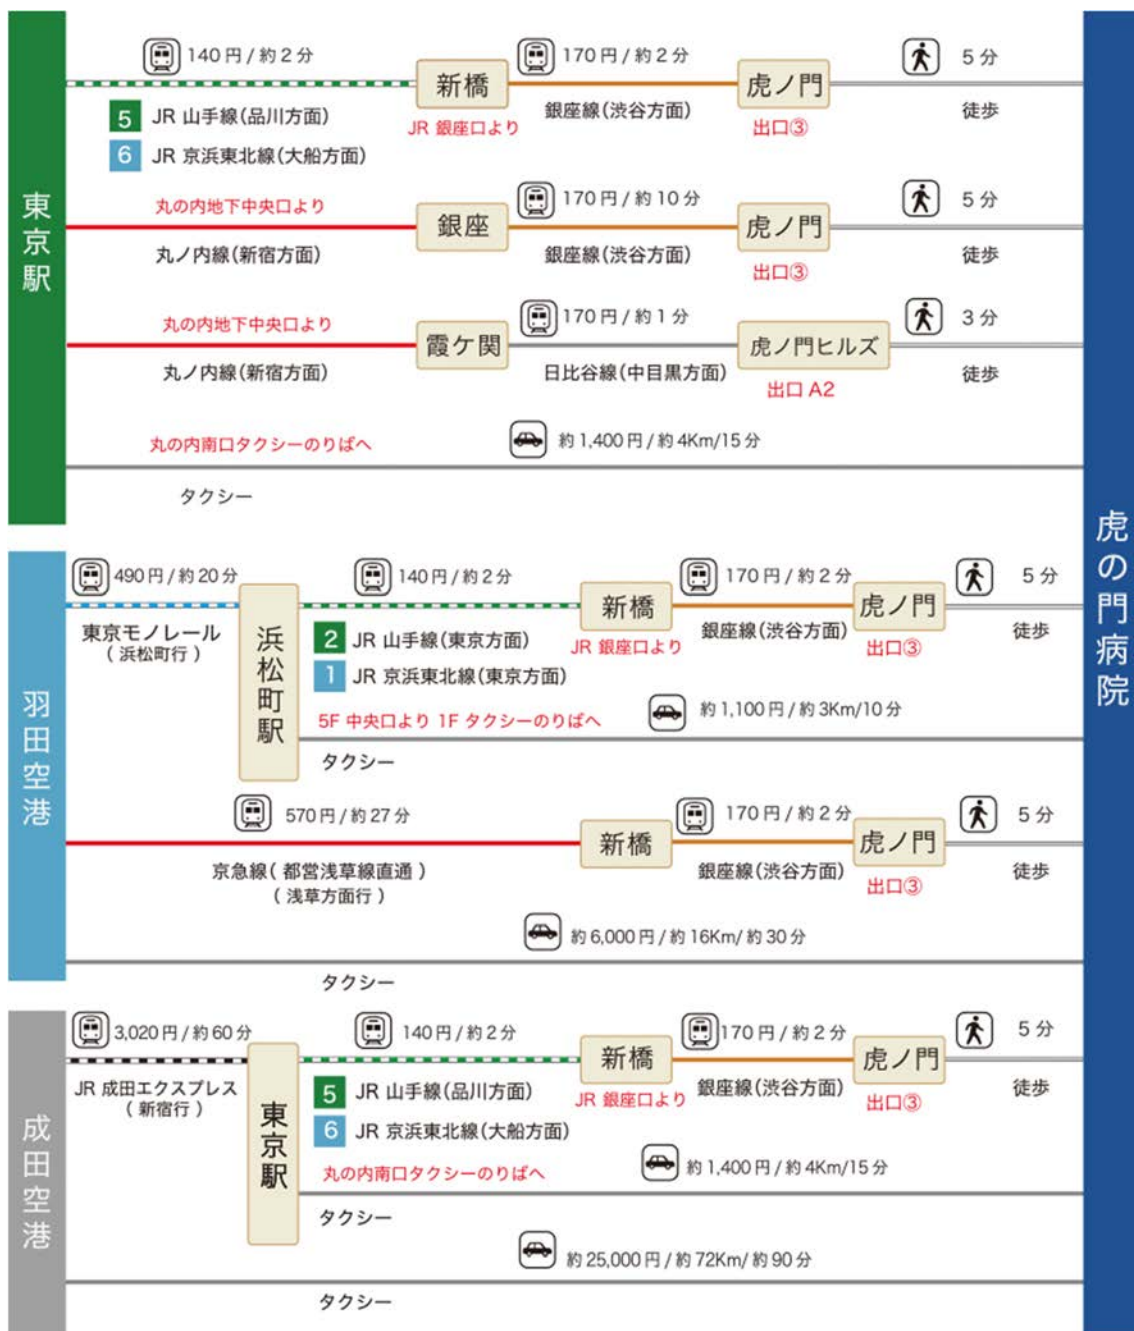 東京駅
140円/約2分
新橋
170円/約2分
虎ノ門
5分
5 JR 山手線(品川方面)
JR 銀座口より
銀座線(渋谷方面)
出口③
徒歩
6 JR 京浜東北線(大船方面)
丸の内地下中央口より
銀座
170円/約10分
虎ノ門
5分
丸ノ内線(新宿方面)
銀座線(渋谷方面)
出口③
徒歩
丸の内地下中央口より
霞ケ関
170円/約1分
虎ノ門ヒルズ
3分
丸ノ内線(新宿方面)
日比谷線(中目黒方面)
出口 A2
徒歩
丸の内南口タクシーのりばへ
約1,400円/約4Km/15分
タクシー
虎の門病院
羽田空港
490円/約20分
浜松町駅
140円/約2分
新橋
170円/約2分
虎ノ門
5分
東京モノレール
(浜松町行)
2 JR 山手線(東京方面)
JR 銀座口より
銀座線(渋谷方面)
出口③
徒歩
1 JR 京浜東北線(東京方面)
5F 中央口より 1F タクシーのりばへ
約1,100円/約3Km/10分
タクシー
570円/約27分
新橋
170円/約2分
虎ノ門
5分
京急線(都営浅草線直通)
(浅草方面行)
銀座線(渋谷方面)
出口③
徒歩
約6,000円/約16Km/約30分
タクシー
成田空港
3,020円/約60分
東京駅
140円/約2分
新橋
170円/約2分
虎ノ門
5分
JR 成田エクスプレス
(新宿行)
5 JR 山手線(品川方面)
JR 銀座口より
銀座線(渋谷方面)
出口③
徒歩
6 JR 京浜東北線(大船方面)
丸の内南口タクシーのりばへ
約1,400円/約4Km/15分
タクシー
約25,000円/約72Km/約90分
タクシー